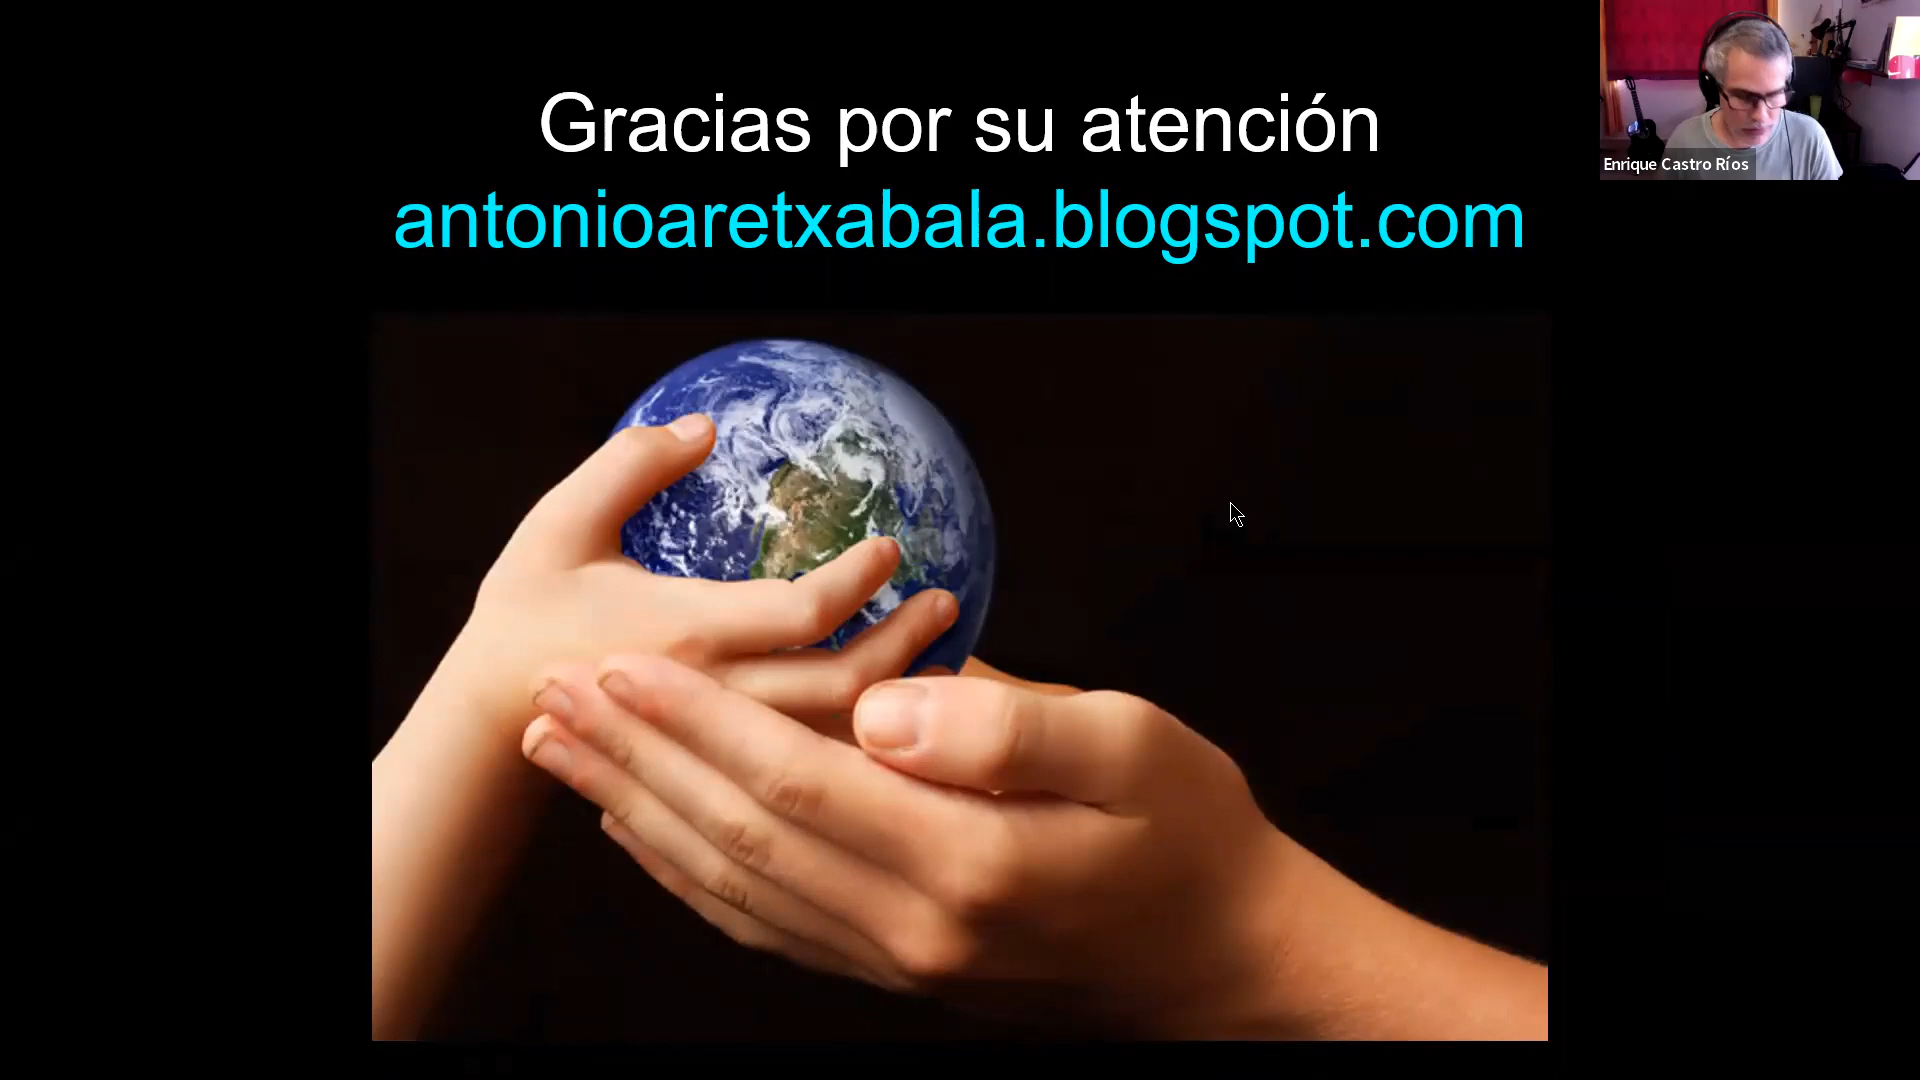 Gracias por su atención
antonioaretxabala.blogspot.com
Enrique Castro Ríos